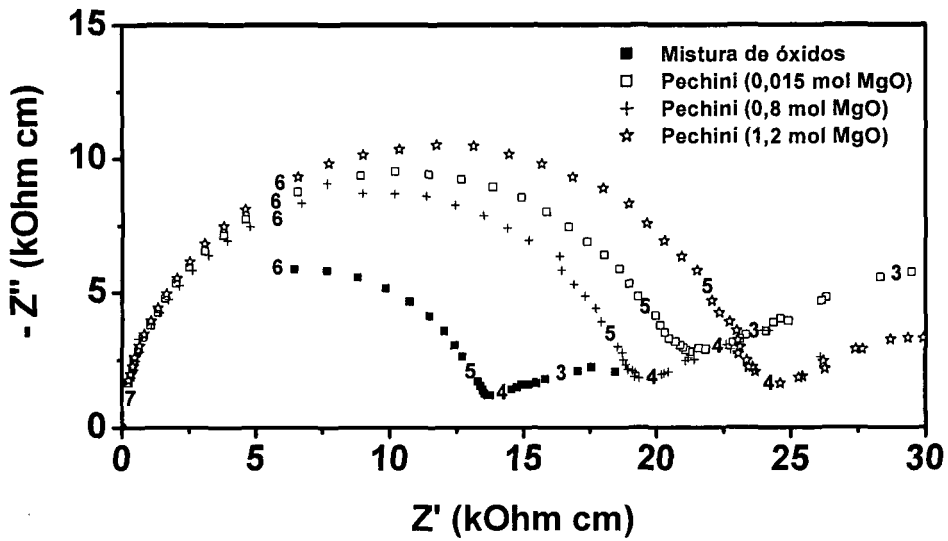 15
10
5
0
- Z'' (kOhm cm)
Mistura de óxidos
Pechini (0,015 mol MgO)
Pechini (0,8 mol MgO)
Pechini (1,2 mol MgO)
6
6
6
6
5
5
5
5
3
3
3
4
4
4
4
7
0 5 10 15 20 25 30
Z' (kOhm cm)